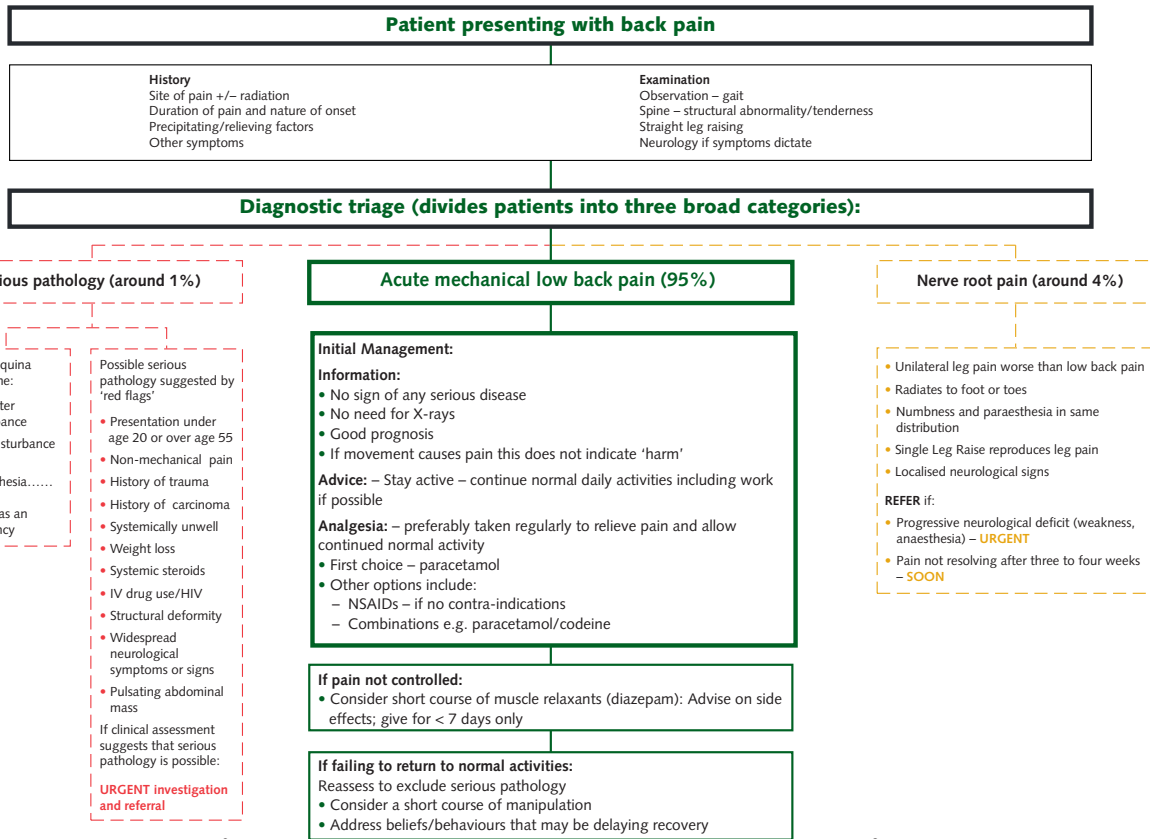 Patient presenting with back pain
History
Site of pain +/– radiation
Duration of pain and nature of onset
Precipitating/relieving factors
Other symptoms
Examination
Observation – gait
Spine – structural abnormality/tenderness
Straight leg raising
Neurology if symptoms dictate
Diagnostic triage (divides patients into three broad categories):
pathology (around 1%)
Possible serious
pathology suggested by
‘red flags’
• Presentation under
age 20 or over age 55
• Non-mechanical pain
• History of trauma
• History of carcinoma
• Systemically unwell
• Weight loss
• Systemic steroids
• IV drug use/HIV
• Structural deformity
• Widespread
neurological
symptoms or signs
• Pulsating abdominal
mass
If clinical assessment
suggests that serious
pathology is possible:
URGENT investigation
and referral
as an
Acute mechanical low back pain (95%)
Initial Management:
Information:
• No sign of any serious disease
• No need for X-rays
• Good prognosis
• If movement causes pain this does not indicate ‘harm’
Advice: – Stay active – continue normal daily activities including work
if possible
Analgesia: – preferably taken regularly to relieve pain and allow
continued normal activity
• First choice – paracetamol
• Other options include:
– NSAIDs – if no contra-indications
– Combinations e.g. paracetamol/codeine
If pain not controlled:
• Consider short course of muscle relaxants (diazepam): Advise on side
effects; give for < 7 days only
If failing to return to normal activities:
Reassess to exclude serious pathology
• Consider a short course of manipulation
• Address beliefs/behaviours that may be delaying recovery
Nerve root pain (around 4%)
• Unilateral leg pain worse than low back pain
• Radiates to foot or toes
• Numbness and paraesthesia in same
distribution
• Single Leg Raise reproduces leg pain
• Localised neurological signs
REFER if:
• Progressive neurological deficit (weakness,
anaesthesia) – URGENT
• Pain not resolving after three to four weeks
– SOON